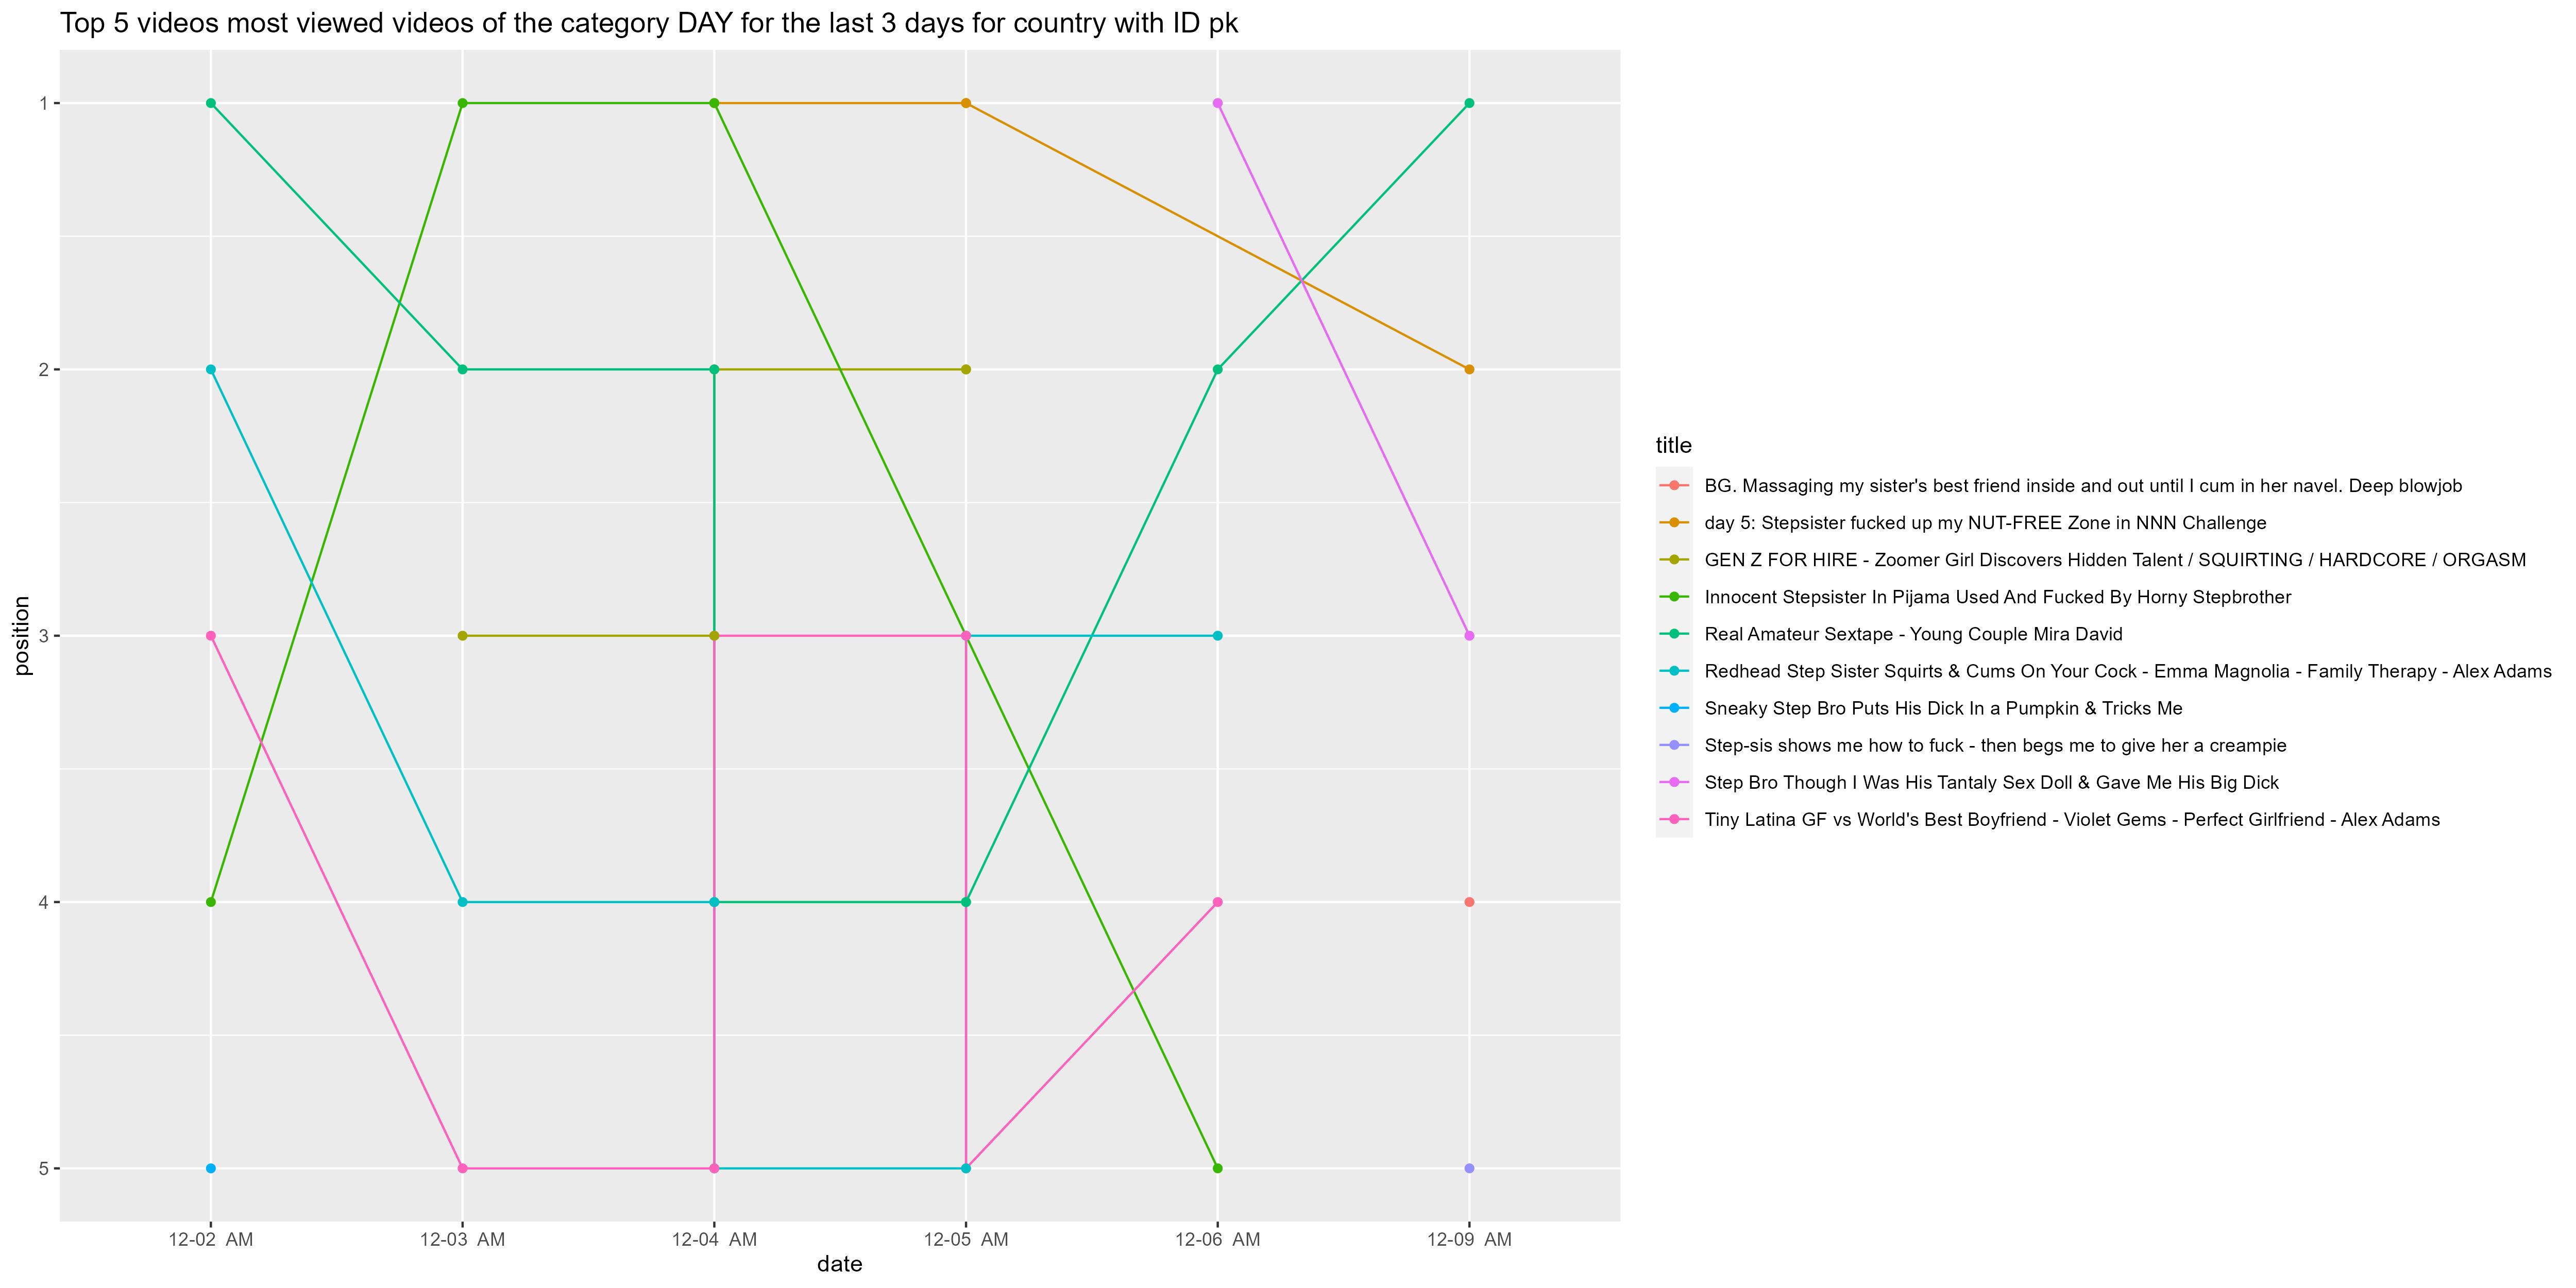 Top 5 videos most viewed videos of the category DAY for the last 3 days for country with ID pk
position
1
2
3
4
5
12-02 AM
12-03 AM
12-04 AM
12-05 AM
12-06 AM
12-09 AM
date
title
BG. Massaging my sister's best friend inside and out until I cum in her navel. Deep blowjob
day 5: Stepsister fucked up my NUT-FREE Zone in NNN Challenge
GEN Z FOR HIRE - Zoomer Girl Discovers Hidden Talent / SQUIRTING / HARDCORE / ORGASM
Innocent Stepsister In Pijama Used And Fucked By Horny Stepbrother
Real Amateur Sextape - Young Couple Mira David
Redhead Step Sister Squirts & Cums On Your Cock - Emma Magnolia - Family Therapy - Alex Adams
Sneaky Step Bro Puts His Dick In a Pumpkin & Tricks Me
Step-sis shows me how to fuck - then begs me to give her a creampie
Step Bro Though I Was His Tantaly Sex Doll & Gave Me His Big Dick
Tiny Latina GF vs World's Best Boyfriend - Violet Gems - Perfect Girlfriend - Alex Adams